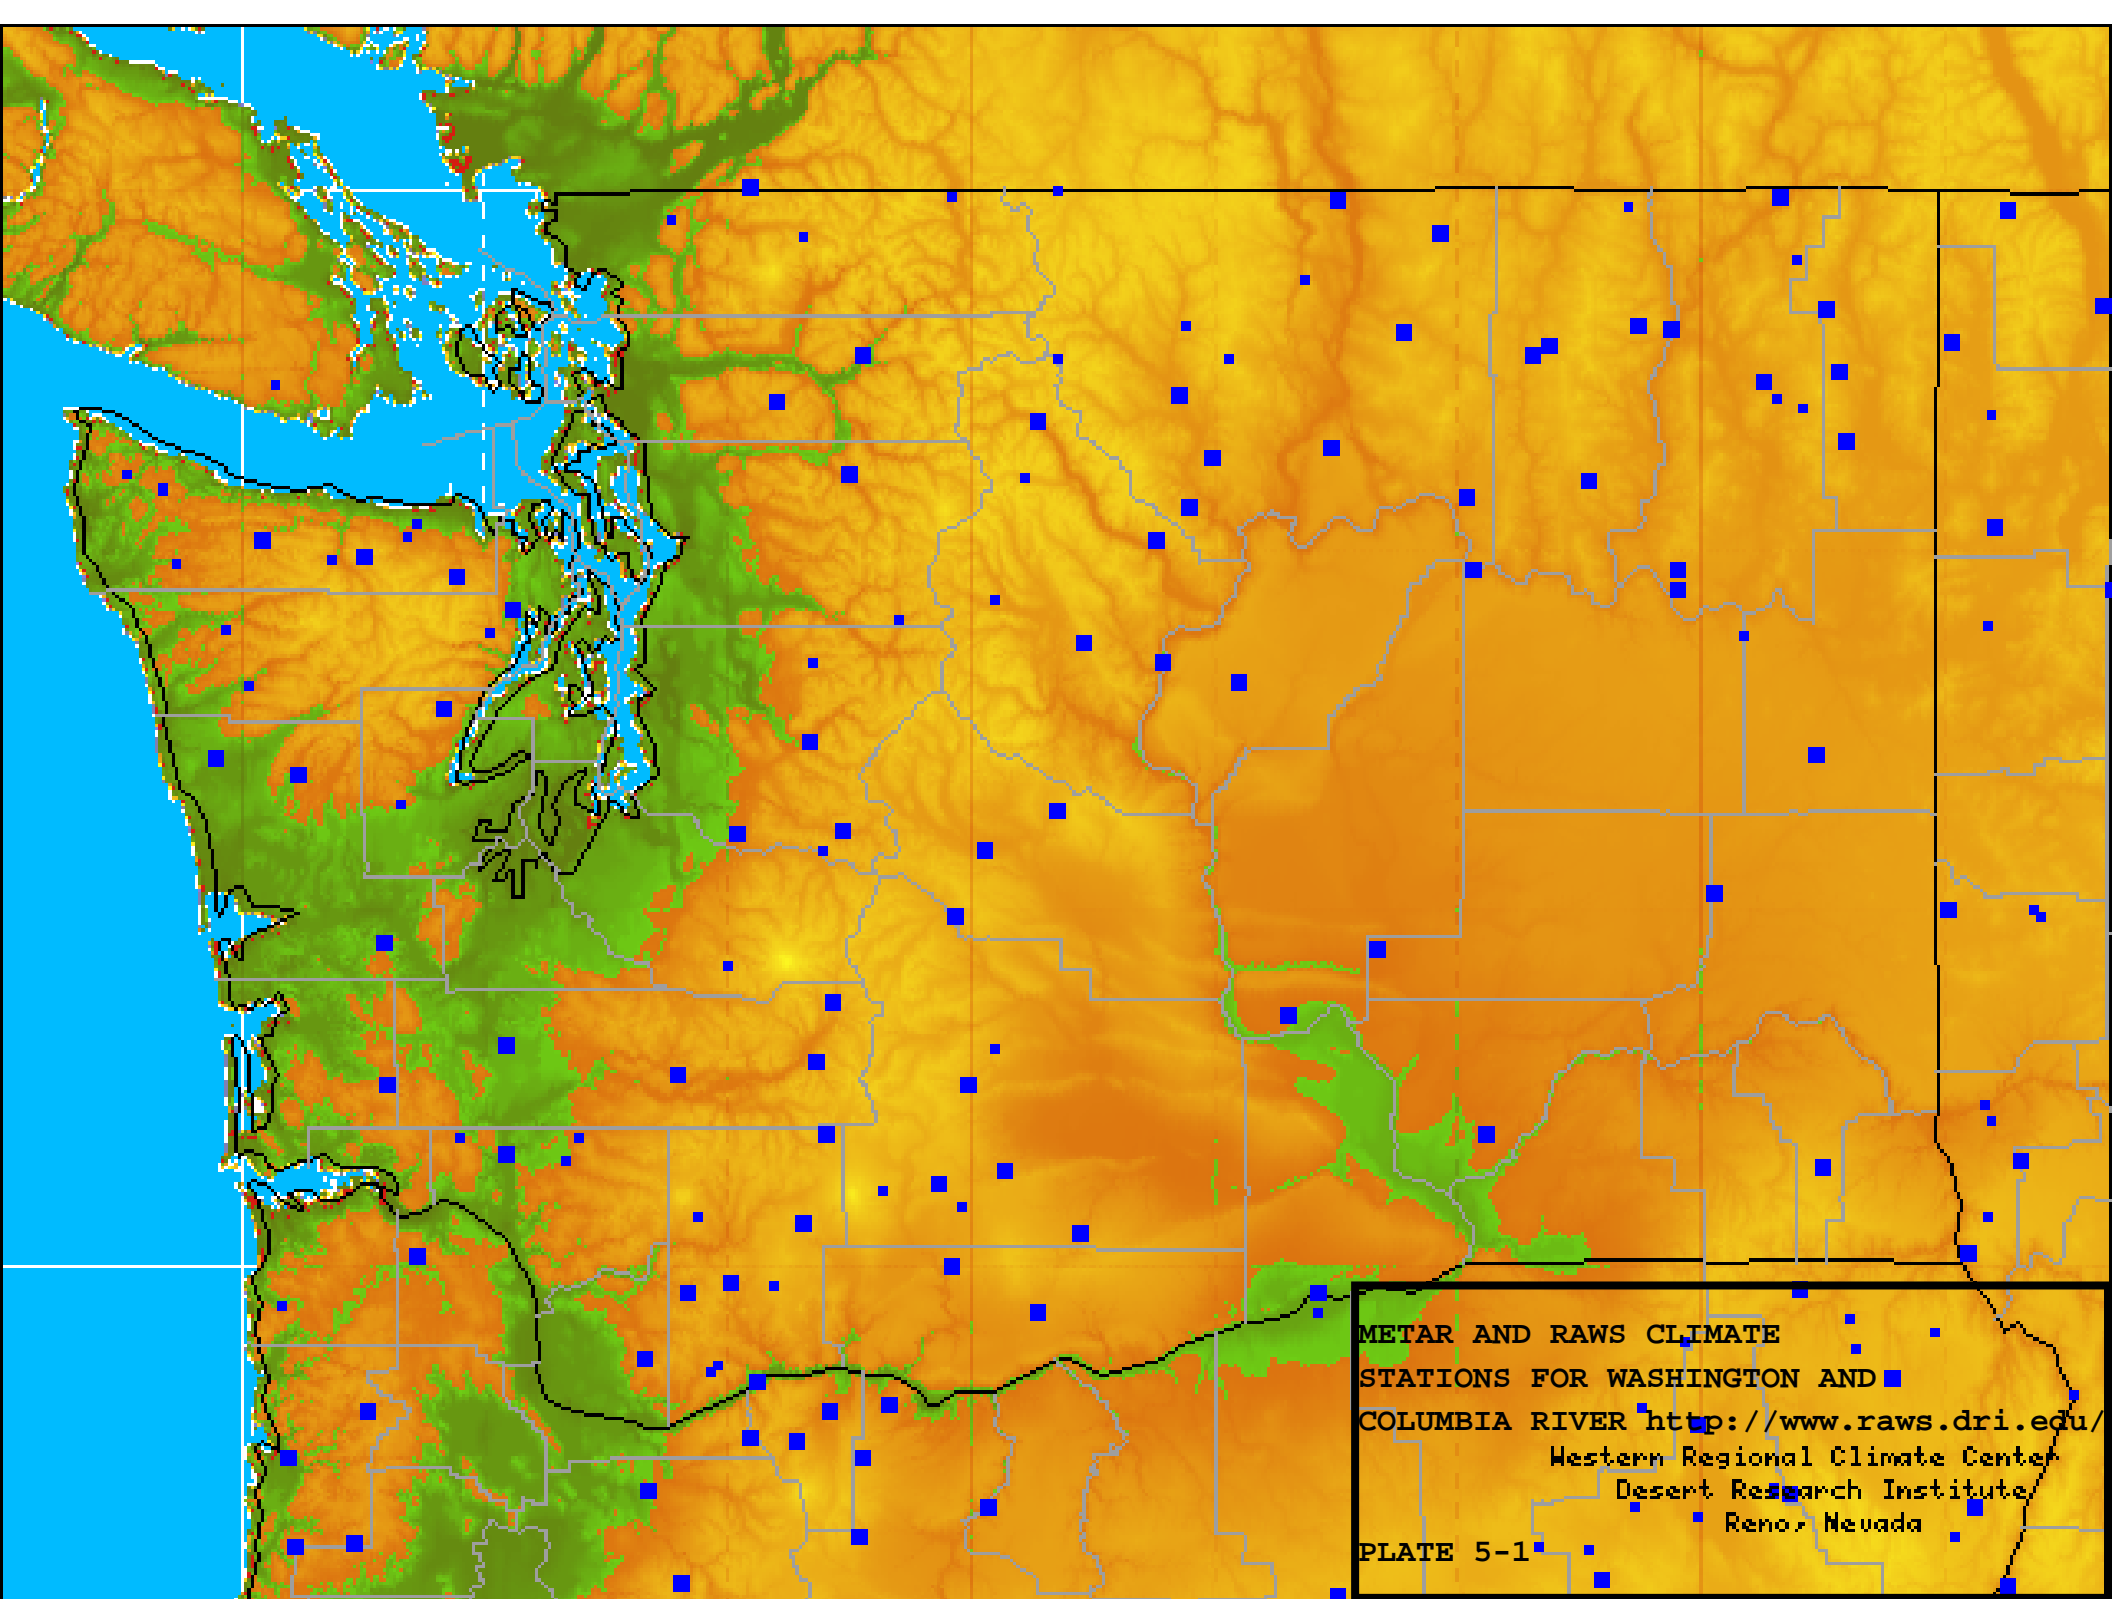 METAR AND RAWS CLIMATE
STATIONS FOR WASHINGTON AND
COLUMBIA RIVER http://www.raws.dri.edu/
Western Regional Climate Center
Desert Research Institute
Reno, Nevada
PLATE 5-1